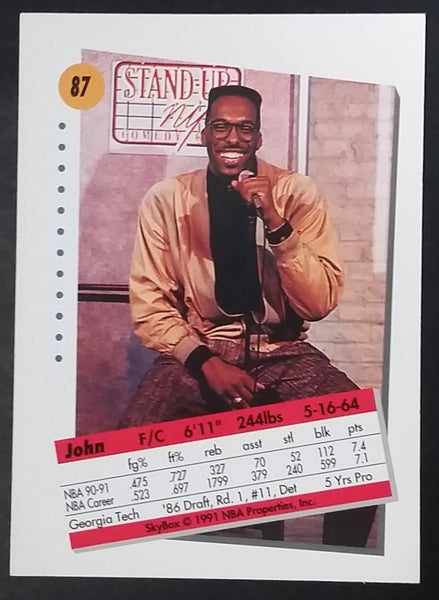 87
STAND-UP
COMEDY
John F/C 6'11" 244lbs 5-16-64
fg% ft% reb asst stl blk pts
NBA 90-91 .475 .727 327 70 52 112 7.4
NBA Career .523 .697 1799 379 240 599 7.1
Georgia Tech '86 Draft, Rd. 1, #11, Det 5 Yrs Pro
SkyBox © 1991 NBA Properties, Inc.